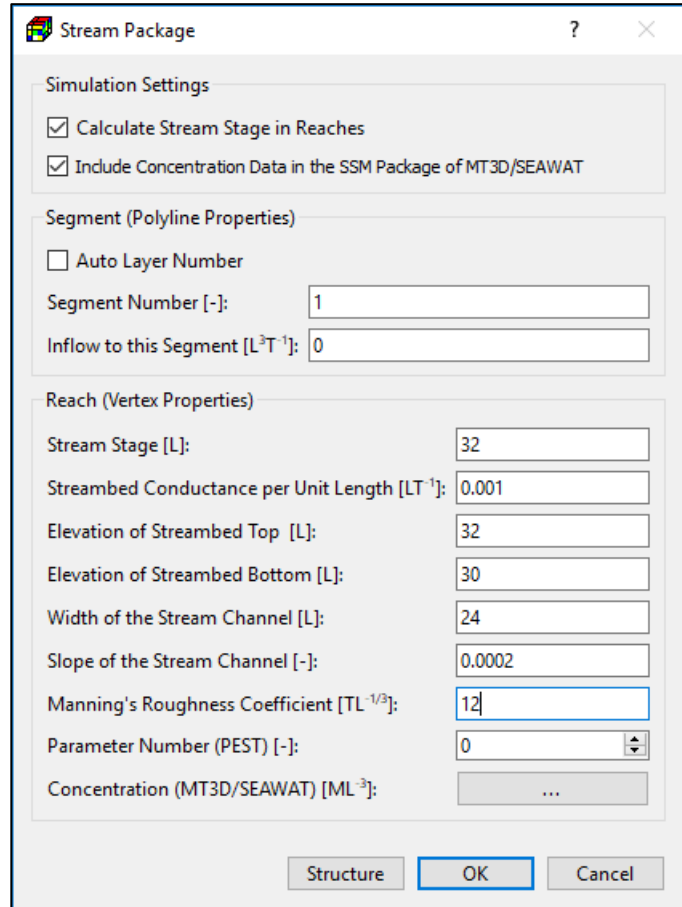 Stream Package ? ×
Simulation Settings
Calculate Stream Stage in Reaches
Include Concentration Data in the SSM Package of MT3D/SEAWAT
Segment (Polyline Properties)
Auto Layer Number
Segment Number [-]: 1
Inflow to this Segment [L³T⁻¹]: 0
Reach (Vertex Properties)
Stream Stage [L]: 32
Streambed Conductance per Unit Length [LT⁻¹]: 0.001
Elevation of Streambed Top [L]: 32
Elevation of Streambed Bottom [L]: 30
Width of the Stream Channel [L]: 24
Slope of the Stream Channel [-]: 0.0002
Manning's Roughness Coefficient [TL⁻¹/³]: 12
Parameter Number (PEST) [-]: 0
Concentration (MT3D/SEAWAT) [ML⁻³]: ...
Structure OK Cancel